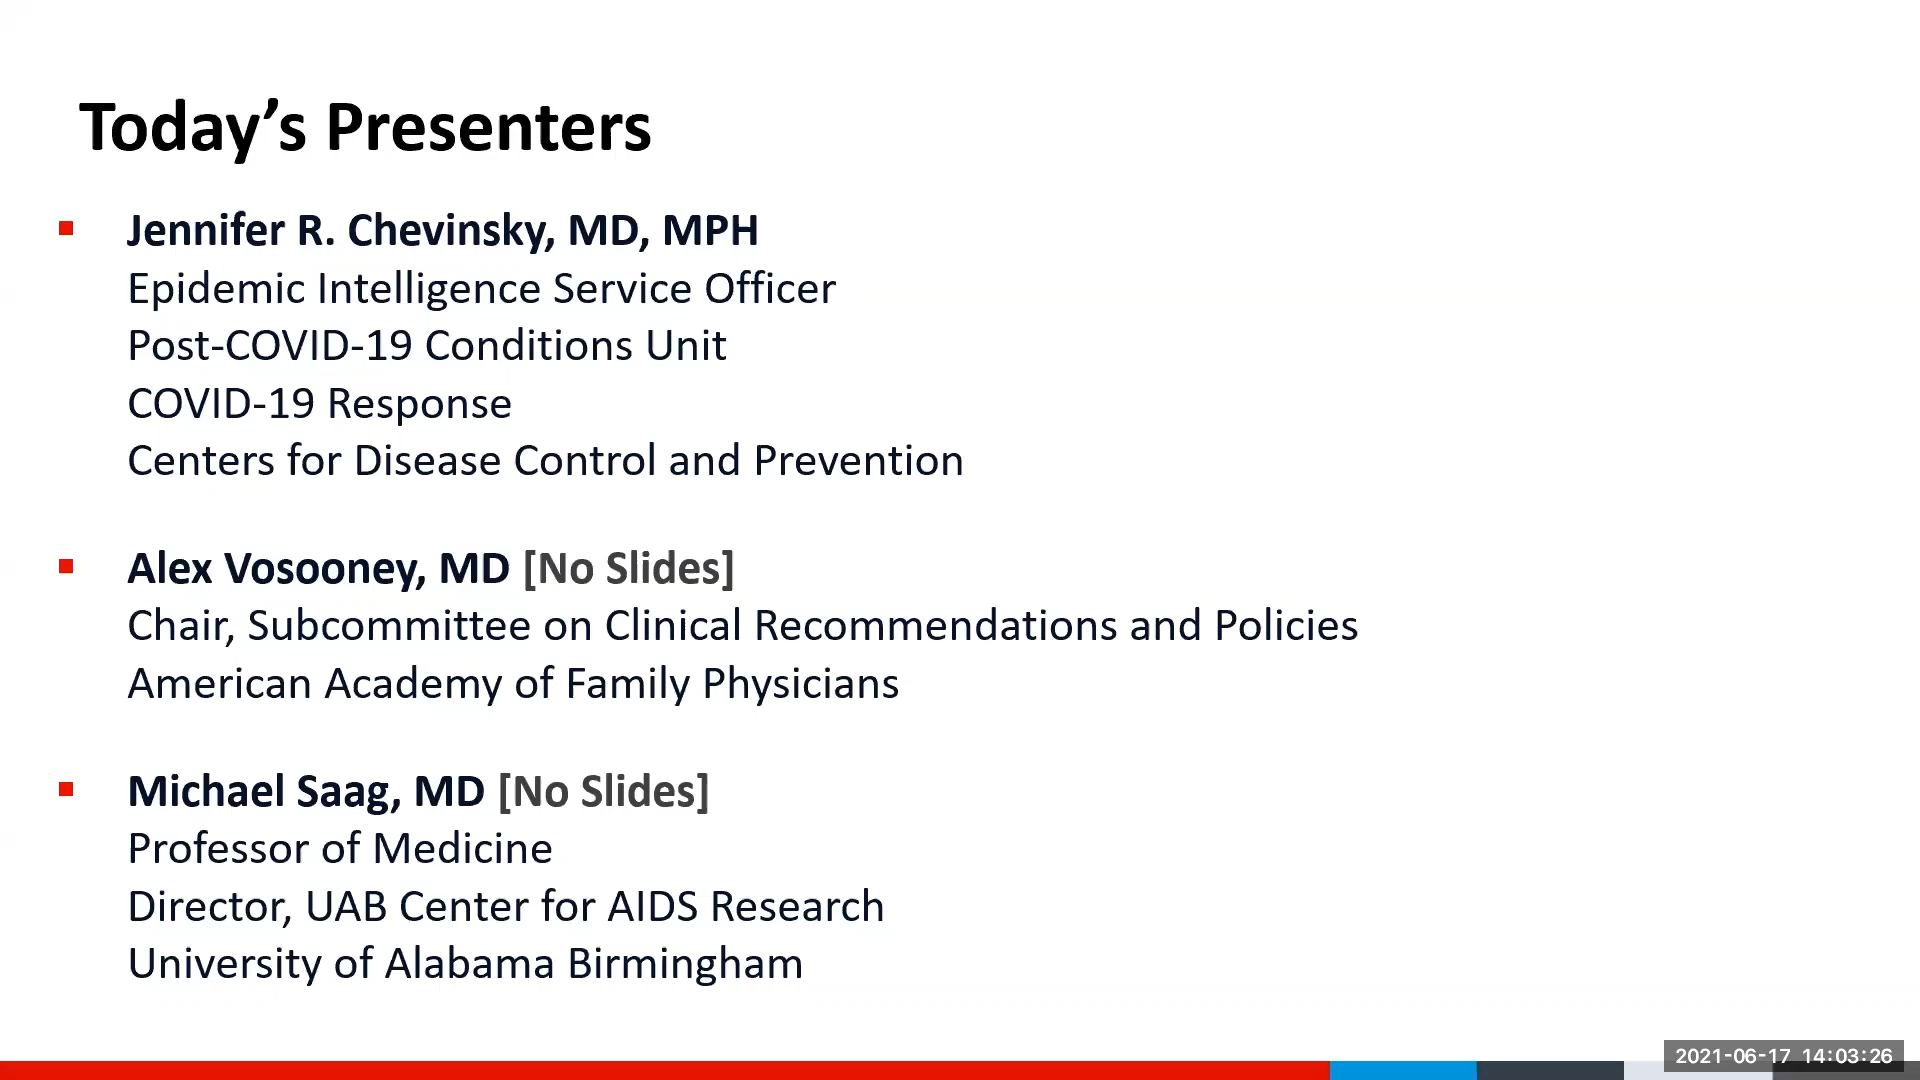 Today’s Presenters
Jennifer R. Chevinsky, MD, MPH
Epidemic Intelligence Service Officer
Post-COVID-19 Conditions Unit
COVID-19 Response
Centers for Disease Control and Prevention
Alex Vosooney, MD [No Slides]
Chair, Subcommittee on Clinical Recommendations and Policies
American Academy of Family Physicians
Michael Saag, MD [No Slides]
Professor of Medicine
Director, UAB Center for AIDS Research
University of Alabama Birmingham
2021-06-17 14:03:26